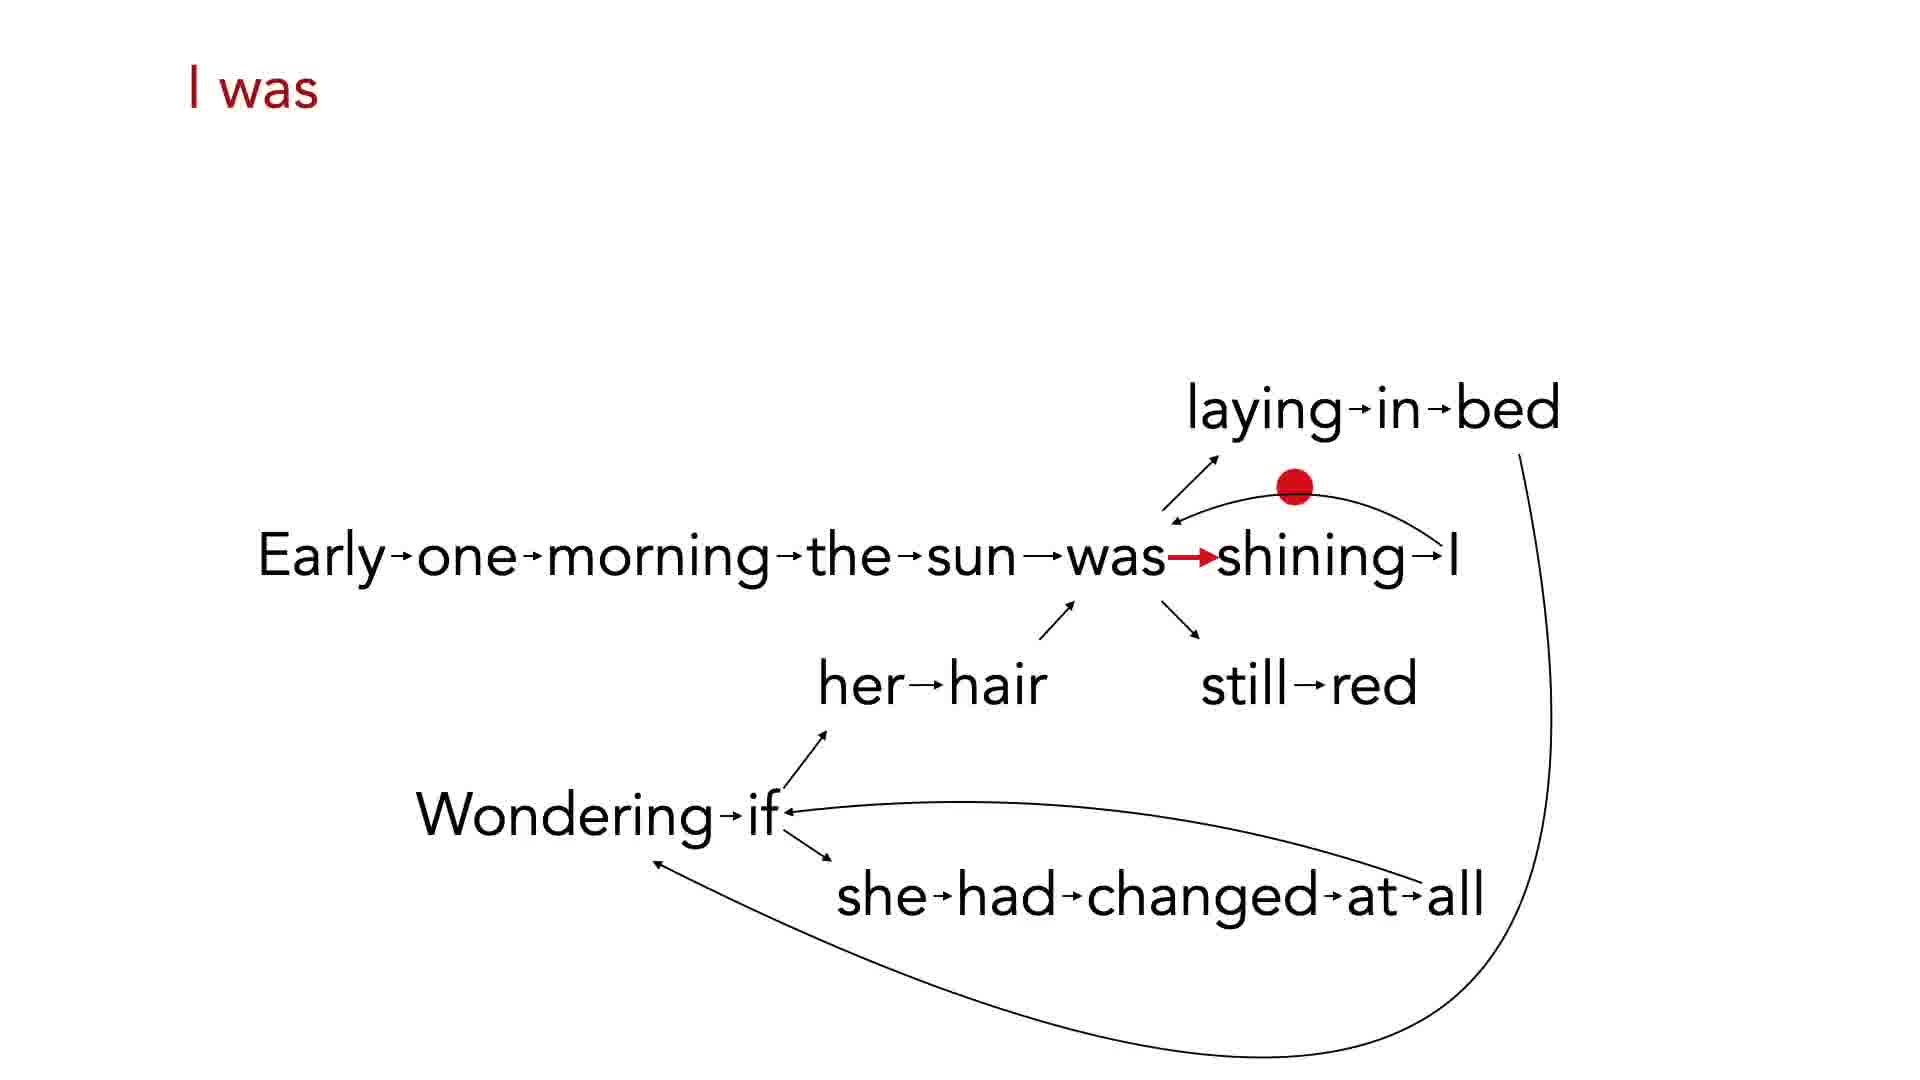 I was
laying in bed
Early one morning the sun was shining I
her hair still red
Wondering if
she had changed at all